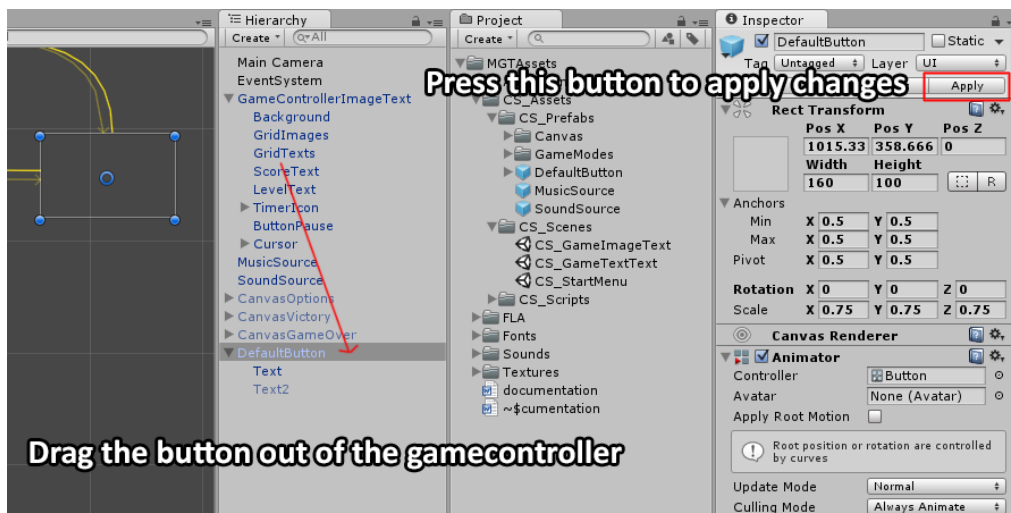 Hierarchy
Create
Q▾All
Main Camera
EventSystem
GameControllerImageText
Background
GridImages
GridTexts
ScoreText
LevelText
TimerIcon
ButtonPause
Cursor
MusicSource
SoundSource
CanvasOptions
CanvasVictory
CanvasGameOver
DefaultButton
Text
Text2
Project
Create
MGTAssets
CS_Assets
CS_Prefabs
Canvas
GameModes
DefaultButton
MusicSource
SoundSource
CS_Scenes
CS_GameImageText
CS_GameTextText
CS_StartMenu
CS_Scripts
FLA
Fonts
Sounds
Textures
documentation
~$cumentation
Inspector
DefaultButton Static
Tag Untagged Layer UI
Press this button to apply changes
Apply
Rect Transform
Pos X Pos Y Pos Z
1015.33 358.666 0
Width Height
160 100 R
Anchors
Min X 0.5 Y 0.5
Max X 0.5 Y 0.5
Pivot X 0.5 Y 0.5
Rotation X 0 Y 0 Z 0
Scale X 0.75 Y 0.75 Z 0.75
Canvas Renderer
Animator
Controller Button
Avatar None (Avatar)
Apply Root Motion
Root position or rotation are controlled
by curves
Update Mode Normal
Culling Mode Always Animate
Drag the button out of the gamecontroller